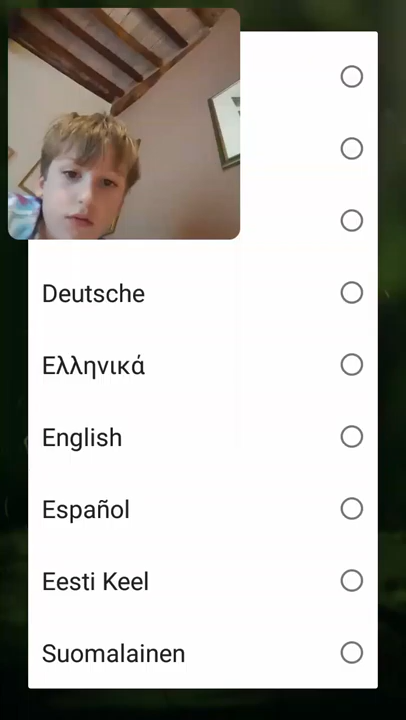 Deutsche
Ελληνικά
English
Español
Eesti Keel
Suomalainen